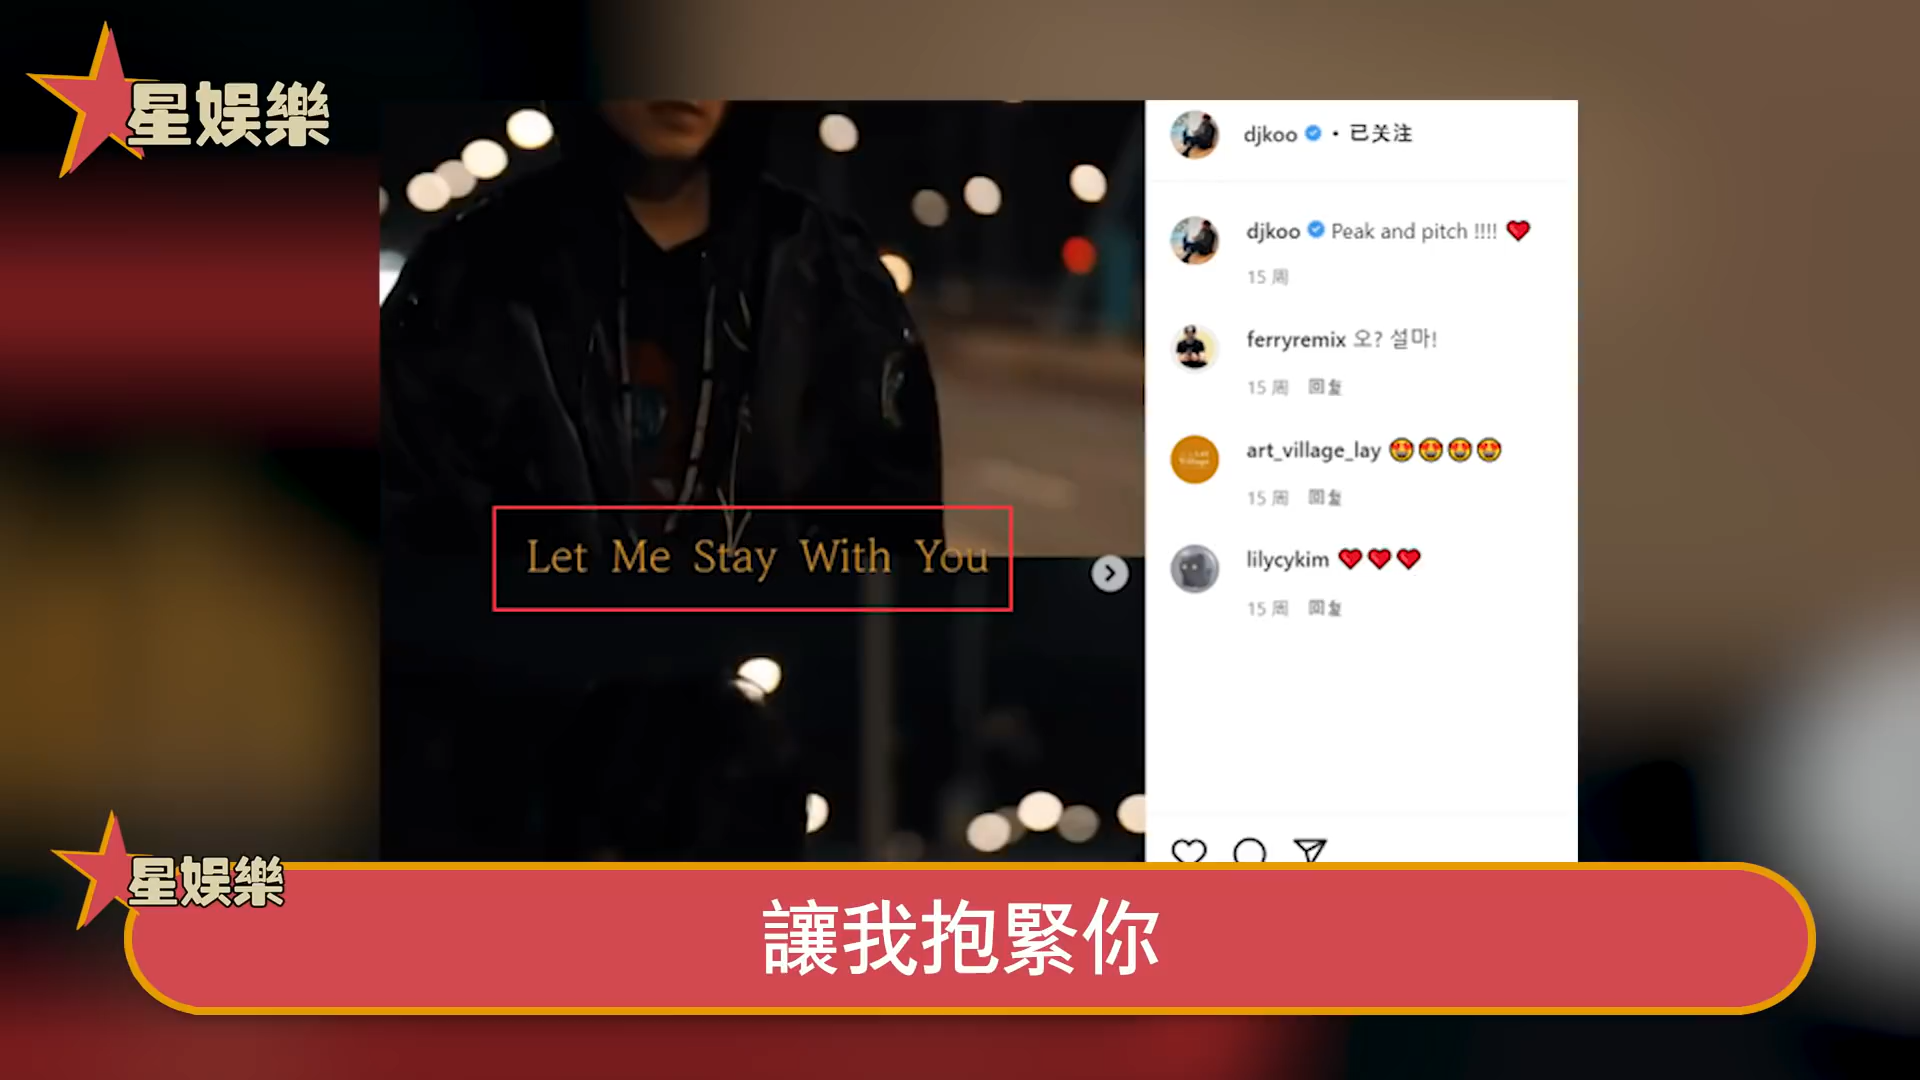 星娱樂
djkoo • 已关注
djkoo Peak and pitch !!!! ❤️
15 周
ferryremix 오? 설마!
15 周 回复
art_village_lay 😍😍😍😍
15 周 回复
lilycykim ❤️❤️❤️
15 周 回复
Let Me Stay With You
星娱樂
讓我抱緊你